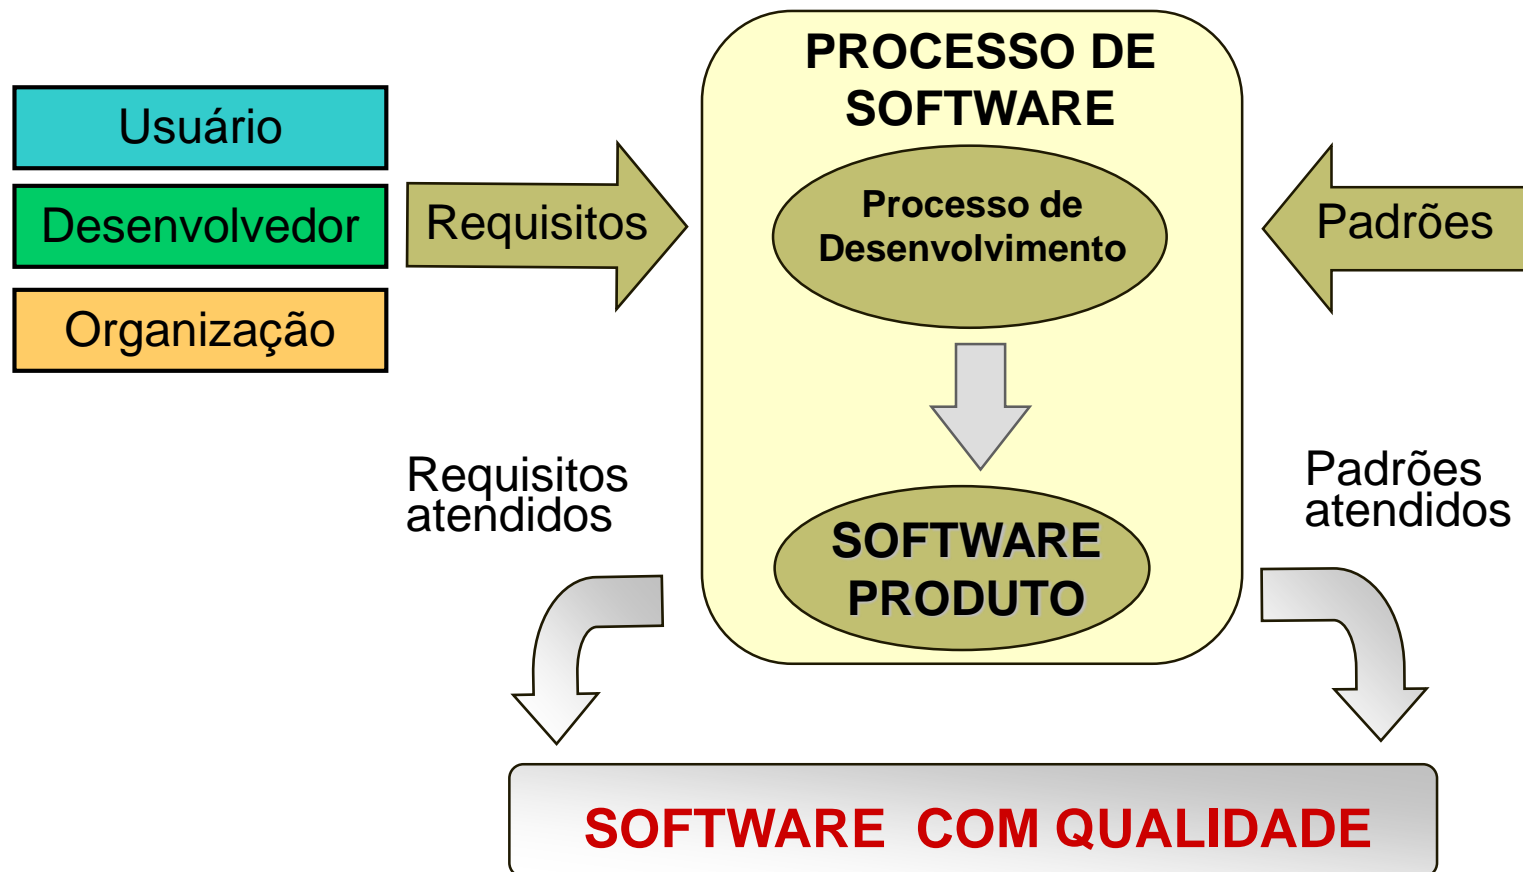 PROCESSO DE
SOFTWARE
Usuário
Desenvolvedor
Organização
Requisitos
Processo de
Desenvolvimento
Padrões
Requisitos
atendidos
Padrões
atendidos
SOFTWARE
PRODUTO
SOFTWARE COM QUALIDADE